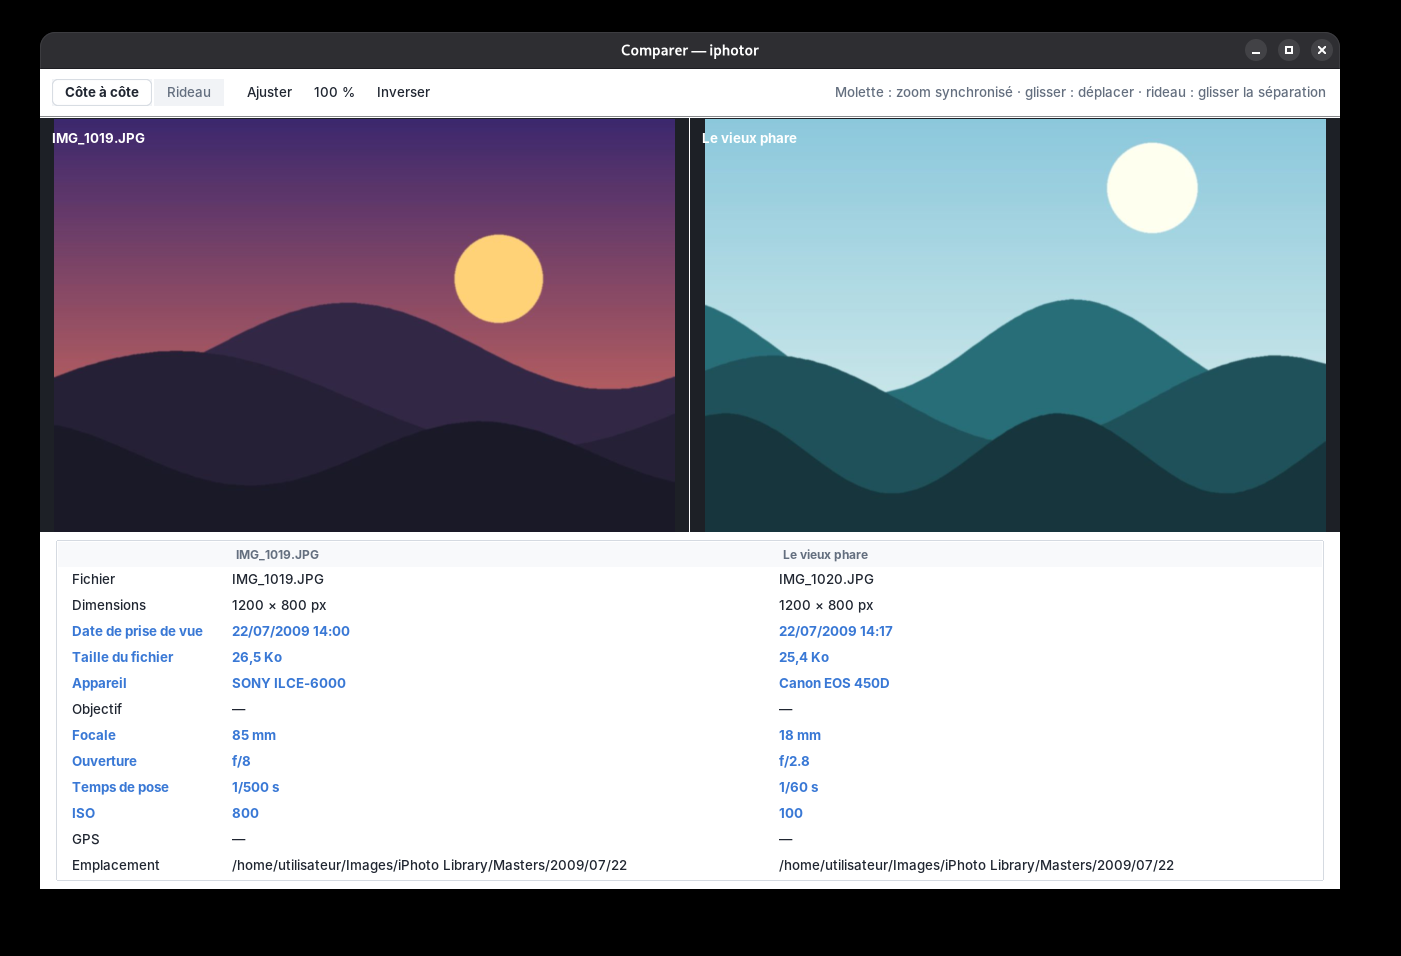 Comparer — iphotor
Côte à côte Rideau Ajuster 100 % Inverser Molette : zoom synchronisé · glisser : déplacer · rideau : glisser la séparation
IMG_1019.JPG Le vieux phare
IMG_1019.JPG Le vieux phare
Fichier IMG_1019.JPG IMG_1020.JPG
Dimensions 1200 × 800 px 1200 × 800 px
Date de prise de vue 22/07/2009 14:00 22/07/2009 14:17
Taille du fichier 26,5 Ko 25,4 Ko
Appareil SONY ILCE-6000 Canon EOS 450D
Objectif — —
Focale 85 mm 18 mm
Ouverture f/8 f/2.8
Temps de pose 1/500 s 1/60 s
ISO 800 100
GPS — —
Emplacement /home/utilisateur/Images/iPhoto Library/Masters/2009/07/22 /home/utilisateur/Images/iPhoto Library/Masters/2009/07/22